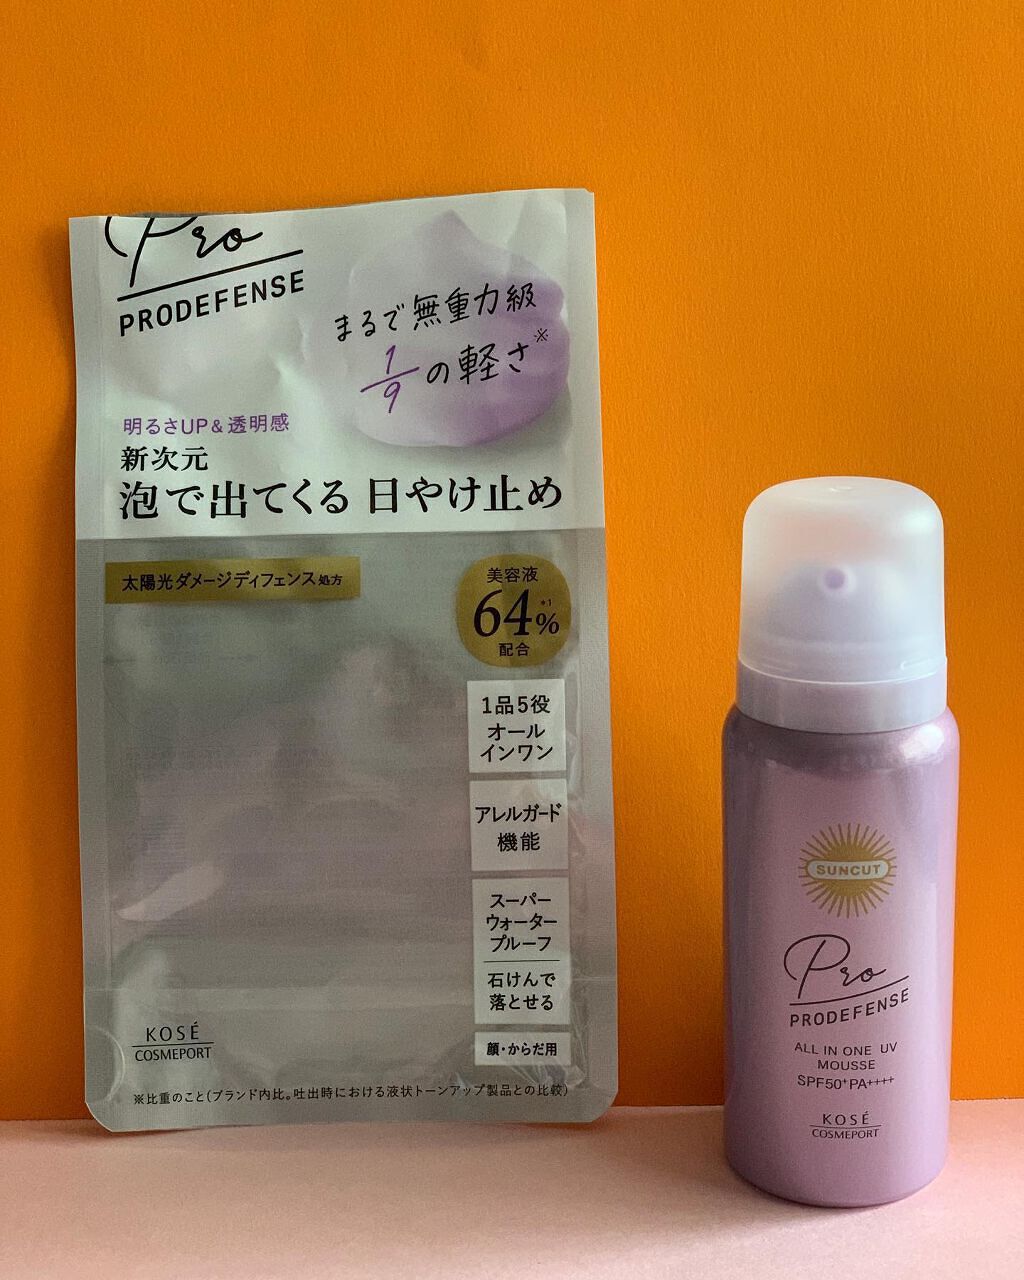 Pro
PRODEFENSE
まるで無重力級
1/9の軽さ※
明るさUP&透明感
新次元
泡で出てくる 日やけ止め
太陽光ダメージディフェンス処方
美容液
64%*1
配合
1品5役
オール
インワン
アレルガード
機能
スーパー
ウォーター
プルーフ
石けんで
落とせる
顔・からだ用
KOSÉ
COSMEPORT
※比重のこと(ブランド内比。吐出時における液状トーンアップ製品との比較)
SUNCUT
Pro
PRODEFENSE
ALL IN ONE UV
MOUSSE
SPF50+PA++++
KOSÉ
COSMEPORT